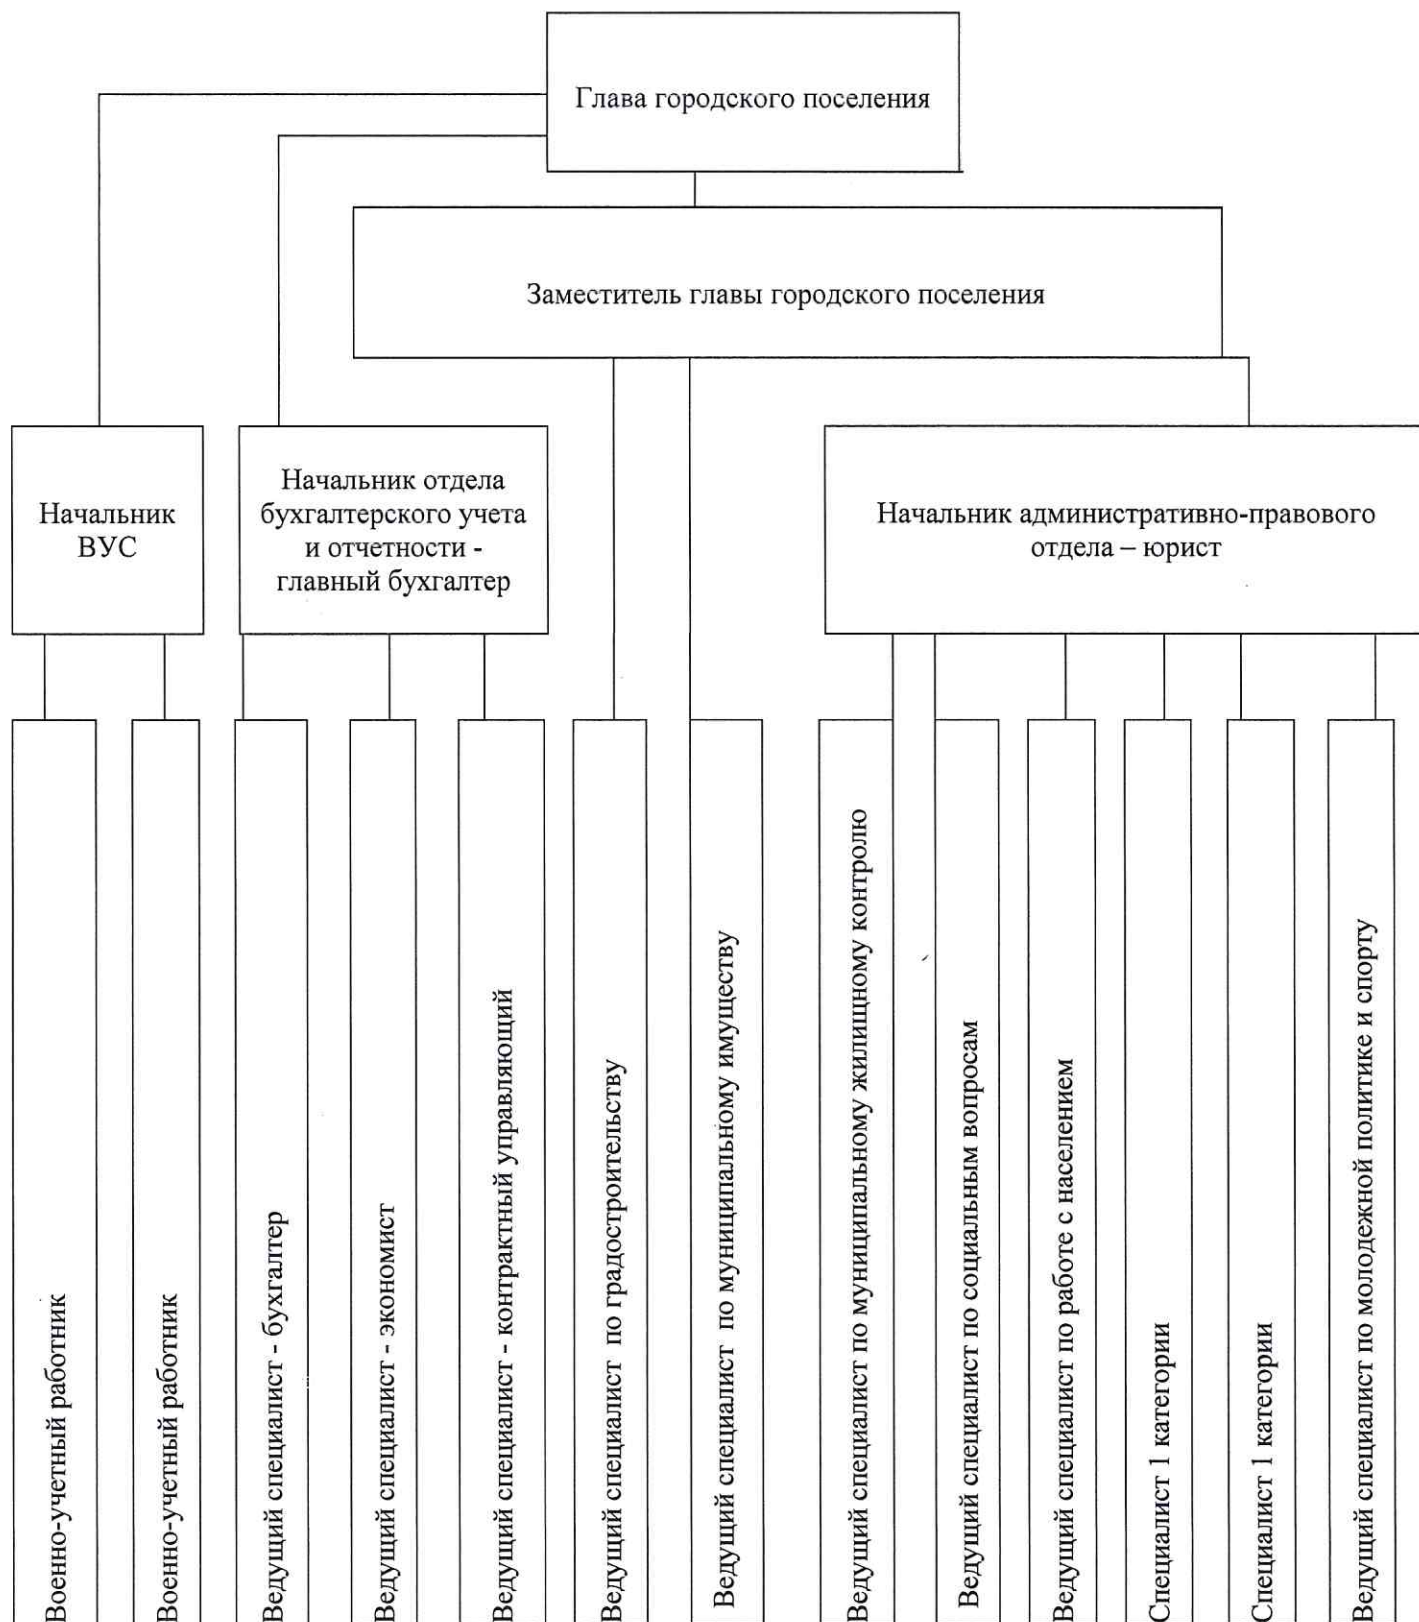 Глава городского поселения
Заместитель главы городского поселения
Начальник
ВУС
Начальник отдела
бухгалтерского учета
и отчетности -
главный бухгалтер
Начальник административно-правового
отдела – юрист
Военно-учетный работник
Военно-учетный работник
Ведущий специалист - бухгалтер
Ведущий специалист - экономист
Ведущий специалист - контрактный управляющий
Ведущий специалист по градостроительству
Ведущий специалист по муниципальному имуществу
Ведущий специалист по муниципальному жилищному контролю
Ведущий специалист по социальным вопросам
Ведущий специалист по работе с населением
Специалист 1 категории
Специалист 1 категории
Ведущий специалист по молодежной политике и спорту